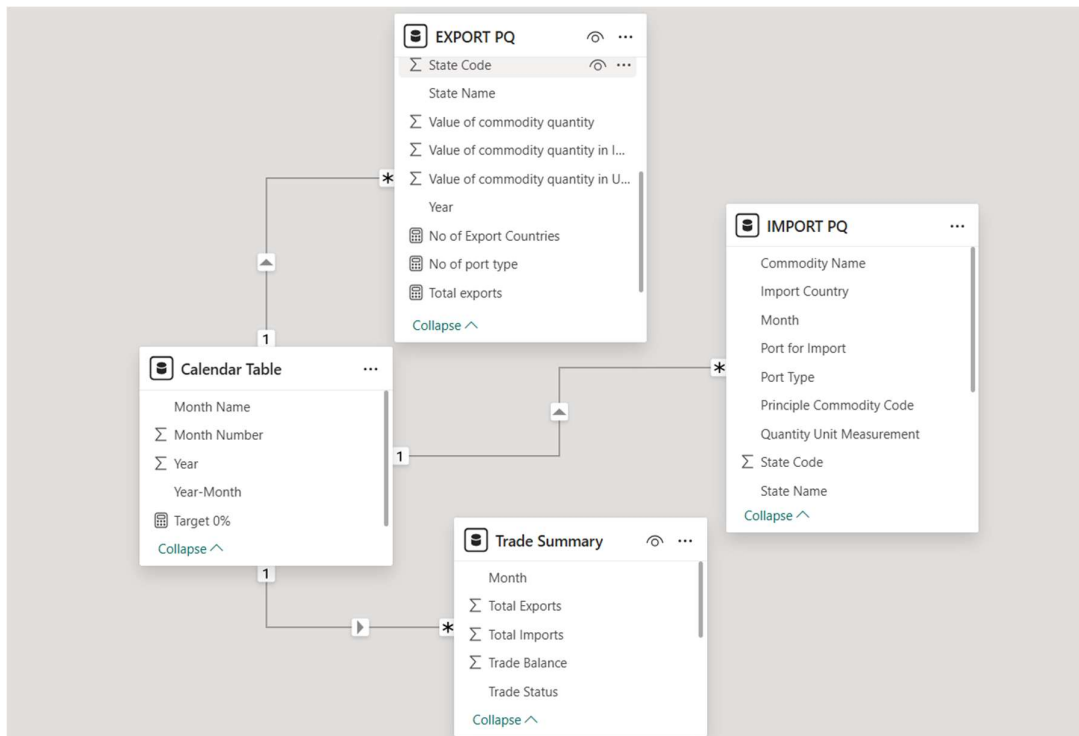 EXPORT PQ
State Code
State Name
Value of commodity quantity
Value of commodity quantity in I...
Value of commodity quantity in U...
Year
No of Export Countries
No of port type
Total exports
Collapse
*
1
Calendar Table
Month Name
Month Number
Year
Year-Month
Target 0%
Collapse
1
1
*
IMPORT PQ
Commodity Name
Import Country
Month
Port for Import
Port Type
Principle Commodity Code
Quantity Unit Measurement
State Code
State Name
Collapse
*
Trade Summary
Month
Total Exports
Total Imports
Trade Balance
Trade Status
Collapse